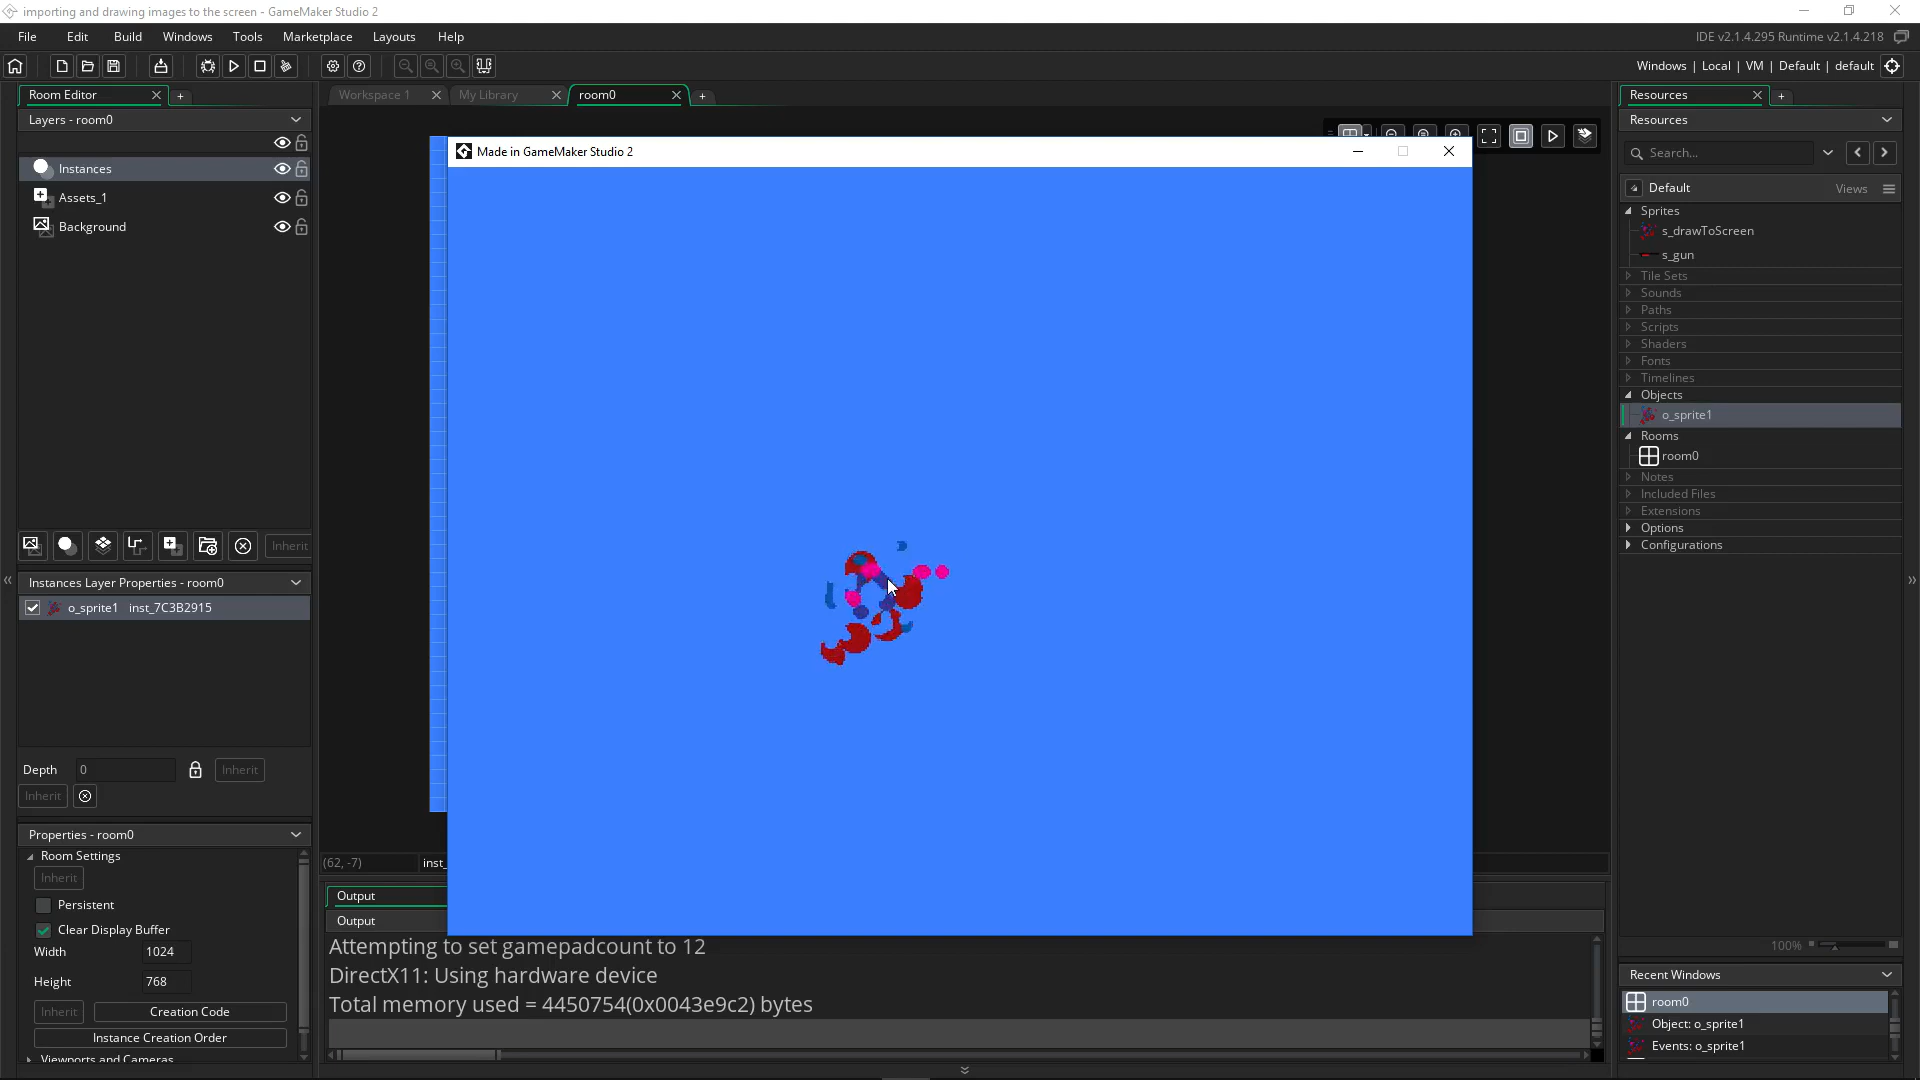 importing and drawing images to the screen - GameMaker Studio 2
File Edit Build Windows Tools Marketplace Layouts Help
IDE v2.1.4.295 Runtime v2.1.4.218
Windows | Local | VM | Default | default
Room Editor
Layers - room0
Instances
Assets_1
Background
Inherit
Instances Layer Properties - room0
o_sprite1 inst_7C3B2915
Depth 0 Inherit
Inherit
Properties - room0
Room Settings
Inherit
Persistent
Clear Display Buffer
Width 1024
Height 768
Inherit Creation Code
Instance Creation Order
Viewports and Cameras
Workspace 1 My Library room0
Made in GameMaker Studio 2
(62, -7) inst_
Output
Output
Attempting to set gamepadcount to 12
DirectX11: Using hardware device
Total memory used = 4450754(0x0043e9c2) bytes
Resources
Resources
Search...
Default Views
Sprites
s_drawToScreen
s_gun
Tile Sets
Sounds
Paths
Scripts
Shaders
Fonts
Timelines
Objects
o_sprite1
Rooms
room0
Notes
Included Files
Extensions
Options
Configurations
100%
Recent Windows
room0
Object: o_sprite1
Events: o_sprite1